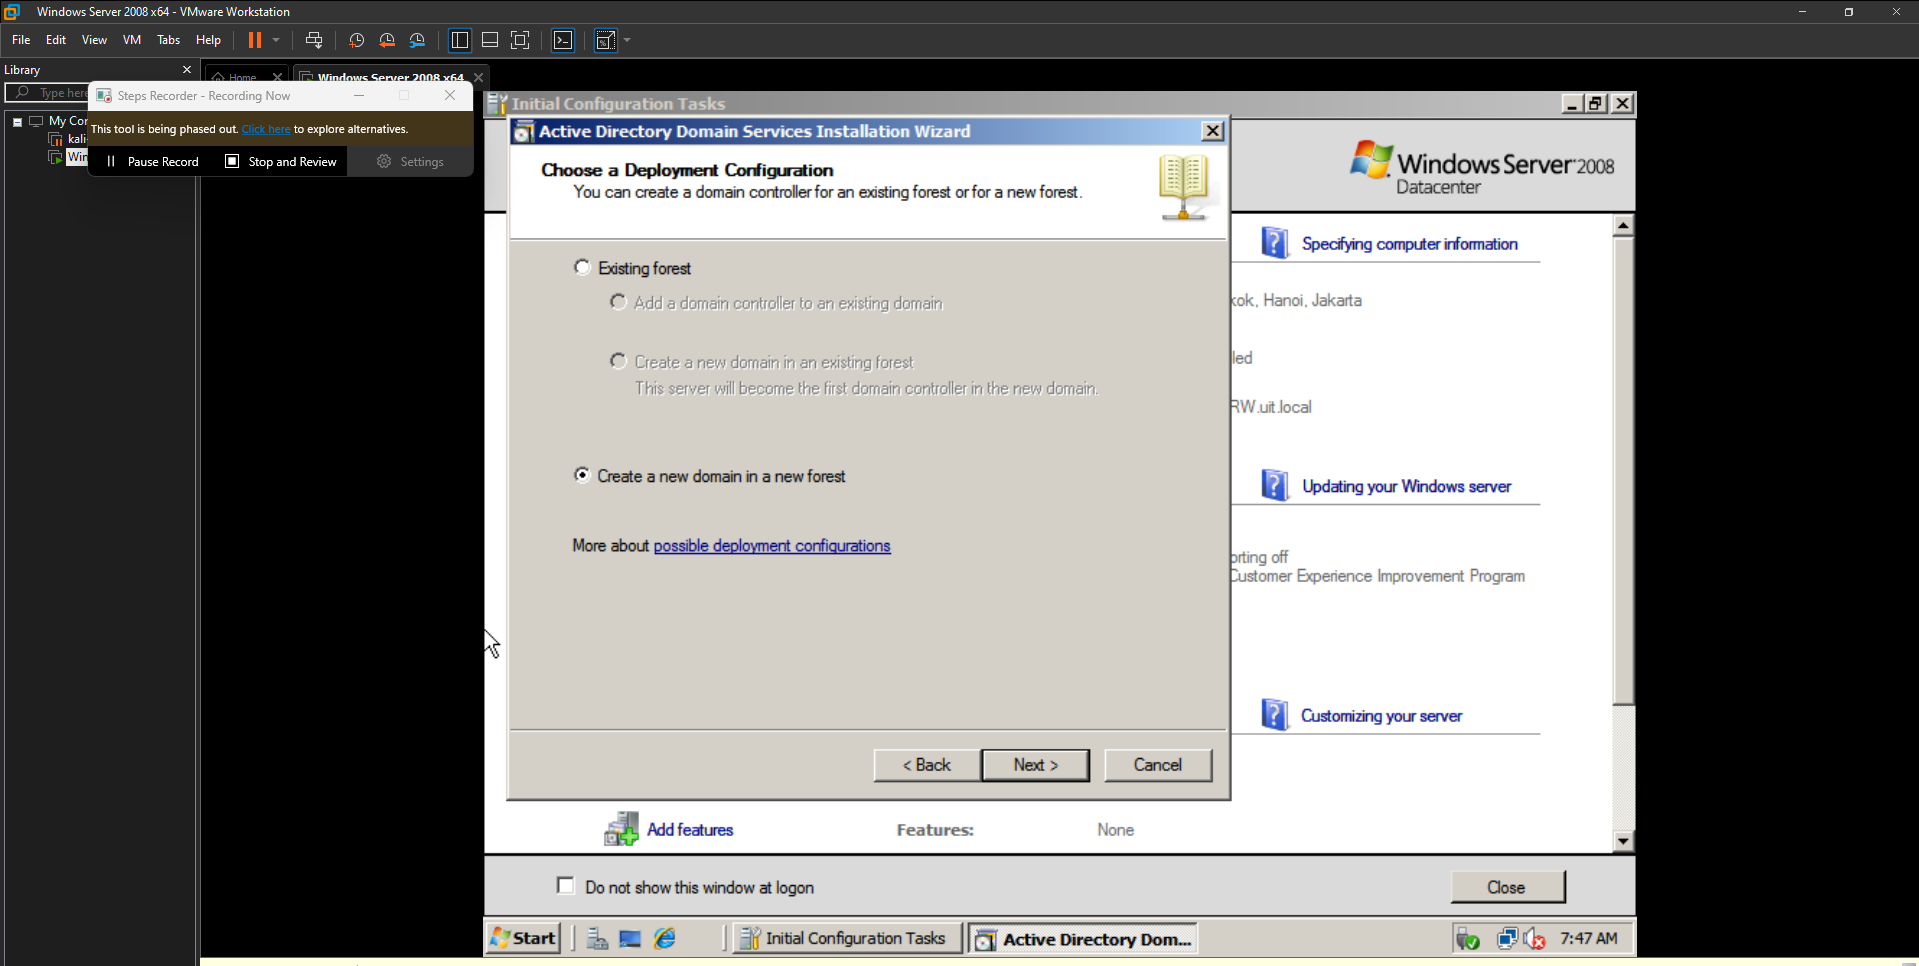 Windows Server 2008 x64 - VMware Workstation
File Edit View VM Tabs Help
Library
Home
Windows Server 2008 x64
Type here
Steps Recorder - Recording Now
This tool is being phased out. Click here to explore alternatives.
Pause Record
Stop and Review
Settings
My Co
kali
Win
Initial Configuration Tasks
Active Directory Domain Services Installation Wizard
Choose a Deployment Configuration
You can create a domain controller for an existing forest or for a new forest.
Existing forest
Add a domain controller to an existing domain
Create a new domain in an existing forest
This server will become the first domain controller in the new domain.
Create a new domain in a new forest
More about possible deployment configurations
< Back
Next >
Cancel
Windows Server 2008
Datacenter
Specifying computer information
kok, Hanoi, Jakarta
led
RW.uit.local
Updating your Windows server
orting off
Customer Experience Improvement Program
Customizing your server
Add features
Features:
None
Do not show this window at logon
Close
Start
Initial Configuration Tasks
Active Directory Dom...
7:47 AM